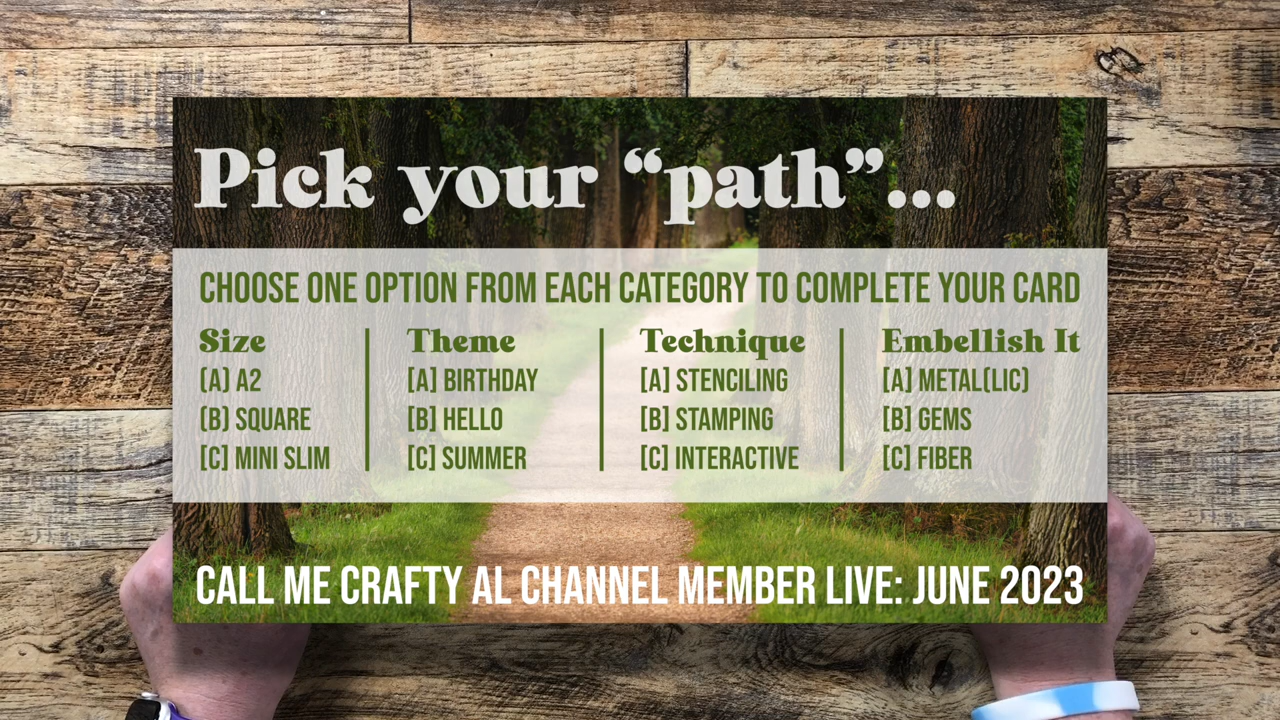 Pick your “path”...
CHOOSE ONE OPTION FROM EACH CATEGORY TO COMPLETE YOUR CARD
Size
(A) A2
(B) SQUARE
[C] MINI SLIM
Theme
[A] BIRTHDAY
[B] HELLO
[C] SUMMER
Technique
[A] STENCILING
[B] STAMPING
[C] INTERACTIVE
Embellish It
[A] METAL(LIC)
[B] GEMS
[C] FIBER
CALL ME CRAFTY AL CHANNEL MEMBER LIVE: JUNE 2023